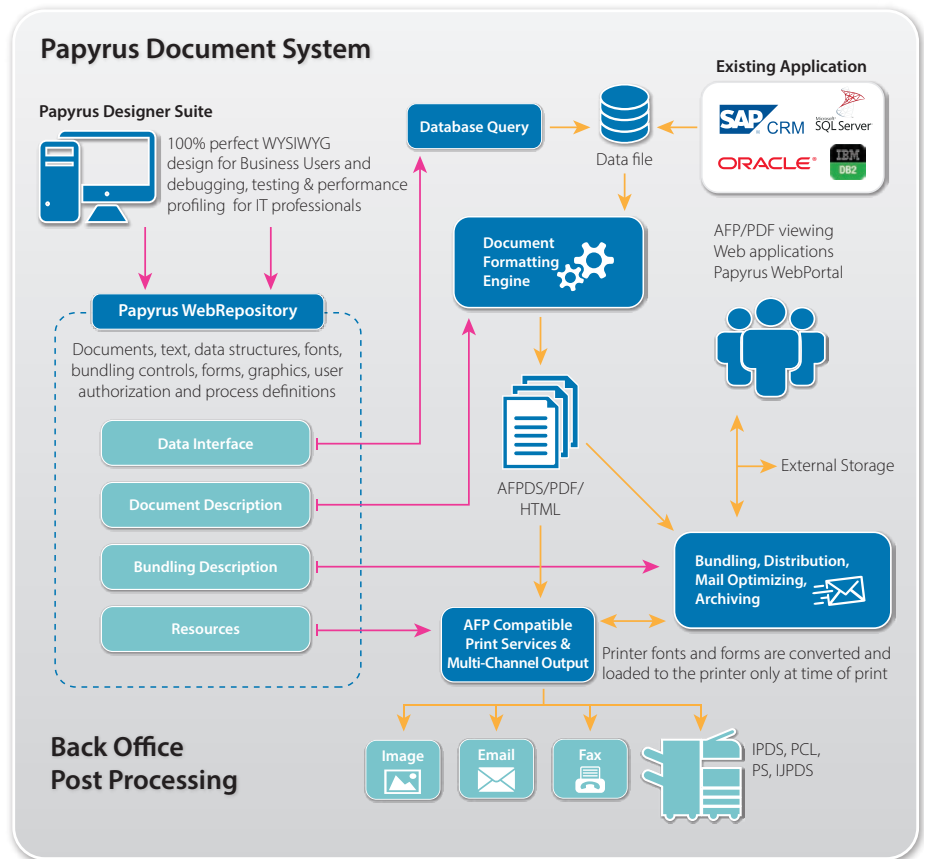 Papyrus Document System
Existing Application
Papyrus Designer Suite
100% perfect WYSIWYG
design for Business Users and
debugging, testing & performance
profiling for IT professionals
Database Query
Data file
SAP CRM
Microsoft
SQL Server
ORACLE®
IBM
DB2
Document
Formatting
Engine
AFP/PDF viewing
Web applications
Papyrus WebPortal
Papyrus WebRepository
Documents, text, data structures, fonts,
bundling controls, forms, graphics, user
authorization and process definitions
Data Interface
Document Description
Bundling Description
Resources
AFPDS/PDF/
HTML
External Storage
Bundling, Distribution,
Mail Optimizing,
Archiving
AFP Compatible
Print Services &
Multi-Channel Output
Printer fonts and forms are converted and
loaded to the printer only at time of print
Back Office
Post Processing
Image
Email
Fax
IPDS, PCL,
PS, IJPDS